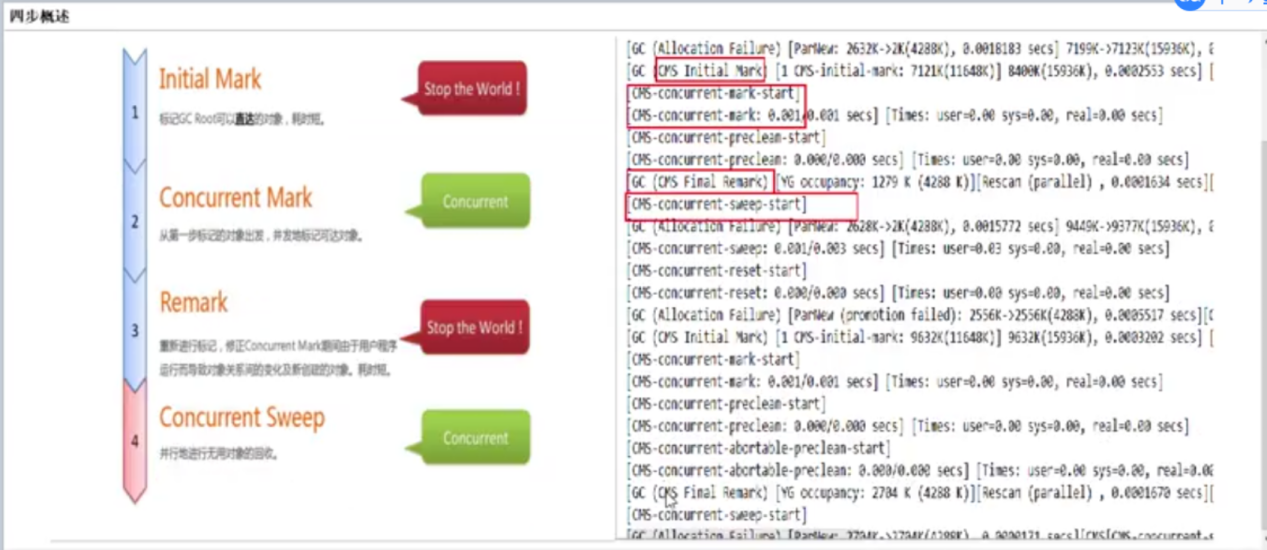 四步概述
1
Initial Mark
标记GC Root可以直达的对象，耗时短。
Stop the World !
2
Concurrent Mark
从第一步标记的对象出发，并发地标记可达对象。
Concurrent
3
Remark
重新进行标记，修正Concurrent Mark期间由于用户程序
运行而导致对象关系间的变化及新创建的对象。耗时短。
Stop the World !
4
Concurrent Sweep
并行地进行无用对象的回收。
Concurrent
[GC (Allocation Failure) [ParNew: 2632K->2K(4288K), 0.0018183 secs] 7199K->7123K(15936K),
[GC (CMS Initial Mark) [1 CMS-initial-mark: 7121K(11648K)] 8400K(15936K), 0.0002553 secs] [
[CMS-concurrent-mark-start]
[CMS-concurrent-mark: 0.001/0.001 secs] [Times: user=0.00 sys=0.00, real=0.00 secs]
[CMS-concurrent-preclean-start]
[CMS-concurrent-preclean: 0.000/0.000 secs] [Times: user=0.00 sys=0.00, real=0.00 secs]
[GC (CMS Final Remark) [YG occupancy: 1279 K (4288 K)][Rescan (parallel) , 0.0001634 secs][
[CMS-concurrent-sweep-start]
[GC (Allocation Failure) [ParNew: 2628K->2K(4288K), 0.0015772 secs] 9449K->9377K(15936K),
[CMS-concurrent-sweep: 0.001/0.003 secs] [Times: user=0.03 sys=0.00, real=0.00 secs]
[CMS-concurrent-reset-start]
[CMS-concurrent-reset: 0.000/0.000 secs] [Times: user=0.00 sys=0.00, real=0.00 secs]
[GC (Allocation Failure) [ParNew (promotion failed): 2556K->2556K(4288K), 0.0005517 secs][C
[GC (CMS Initial Mark) [1 CMS-initial-mark: 9632K(11648K)] 9632K(15936K), 0.0003202 secs] [
[CMS-concurrent-mark-start]
[CMS-concurrent-mark: 0.001/0.001 secs] [Times: user=0.00 sys=0.00, real=0.00 secs]
[CMS-concurrent-preclean-start]
[CMS-concurrent-preclean: 0.000/0.000 secs] [Times: user=0.00 sys=0.00, real=0.00 secs]
[CMS-concurrent-abortable-preclean-start]
[CMS-concurrent-abortable-preclean: 0.000/0.000 secs] [Times: user=0.00 sys=0.00, real=0.00
[GC (CMS Final Remark) [YG occupancy: 2704 K (4288 K)][Rescan (parallel) , 0.0001670 secs][
[CMS-concurrent-sweep-start]
[GC (Allocation Failure) 2704K->2704K(4288K), 0.0000171 secs][CMS[CMS-concurrent-s